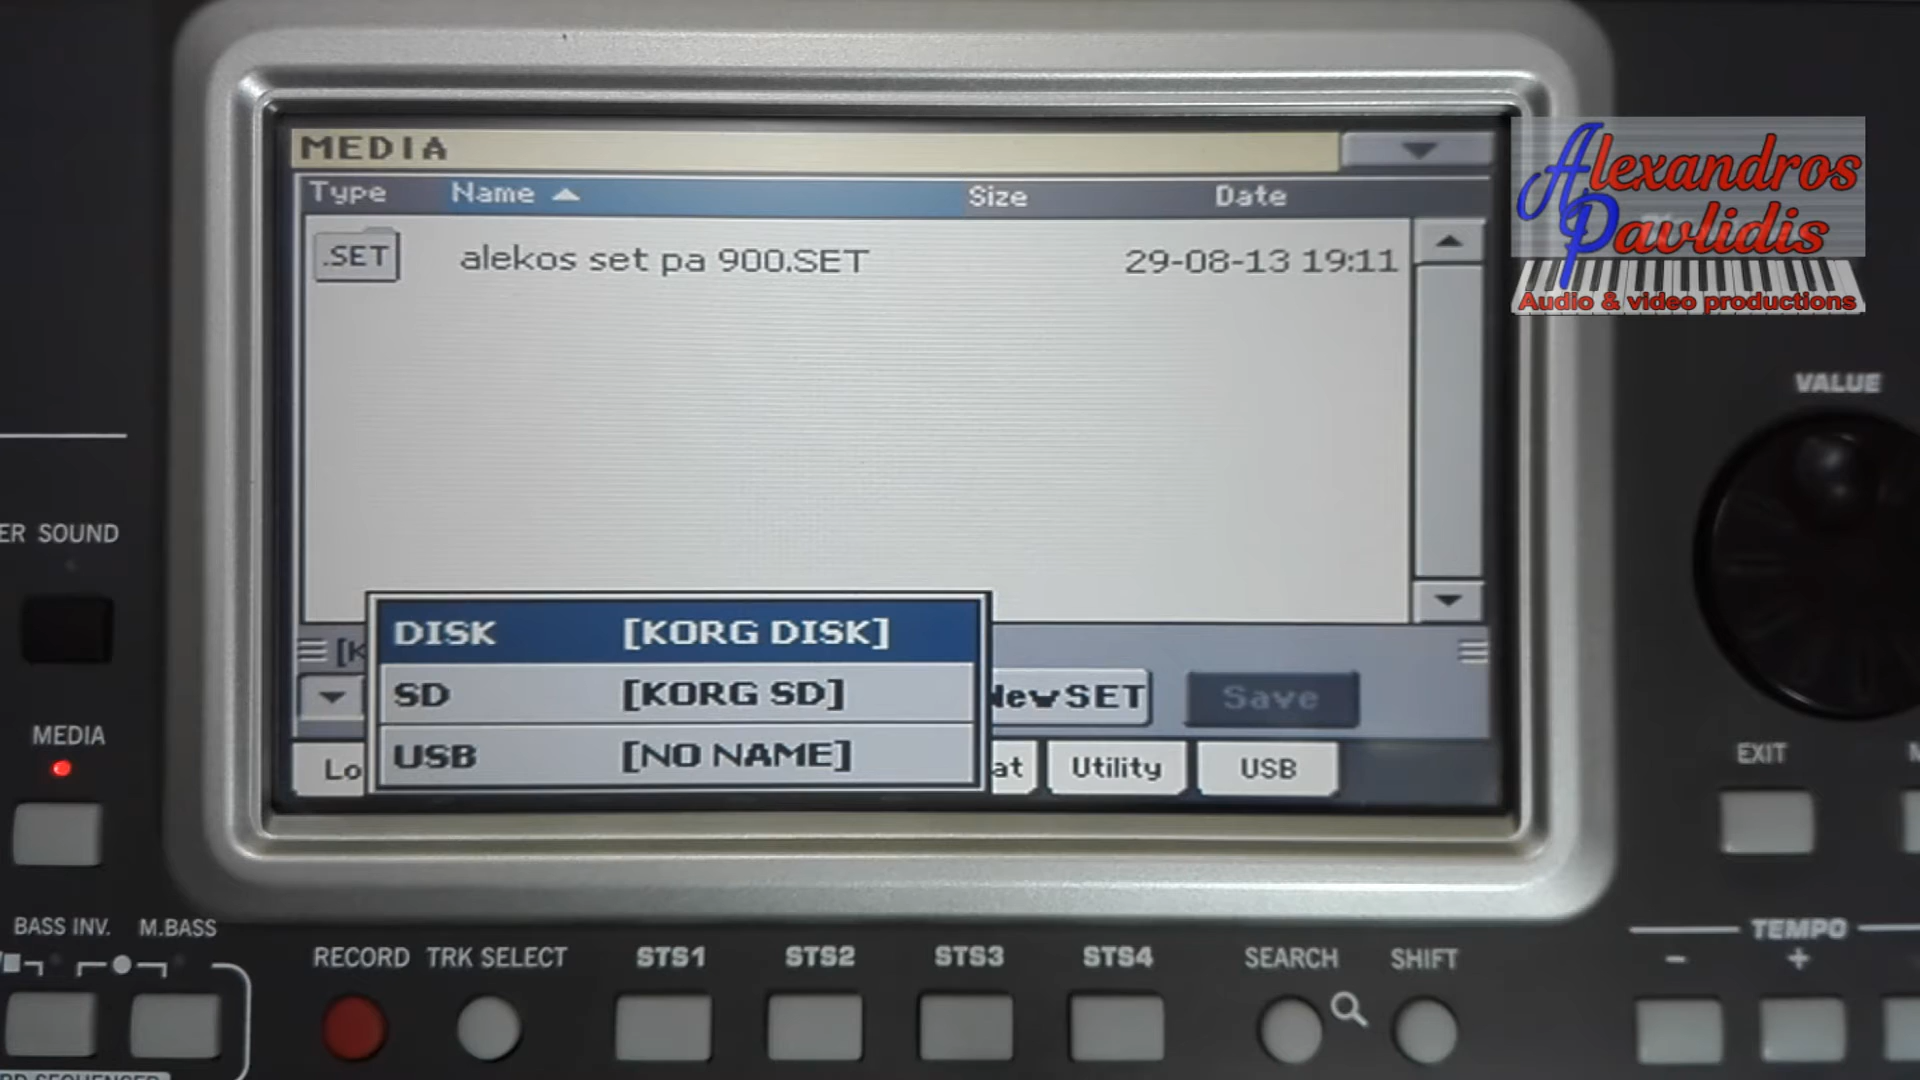 MEDIA
Type Name Size Date
.SET alekos set pa 900.SET 29-08-13 19:11
DISK [KORG DISK]
SD [KORG SD]
USB [NO NAME]
New SET Save
Utility USB
Alexandros
Pavlidis
Audio & video productions
VALUE
SOUND
MEDIA
EXIT
BASS INV. M.BASS
RECORD TRK SELECT STS1 STS2 STS3 STS4 SEARCH SHIFT
TEMPO
- +